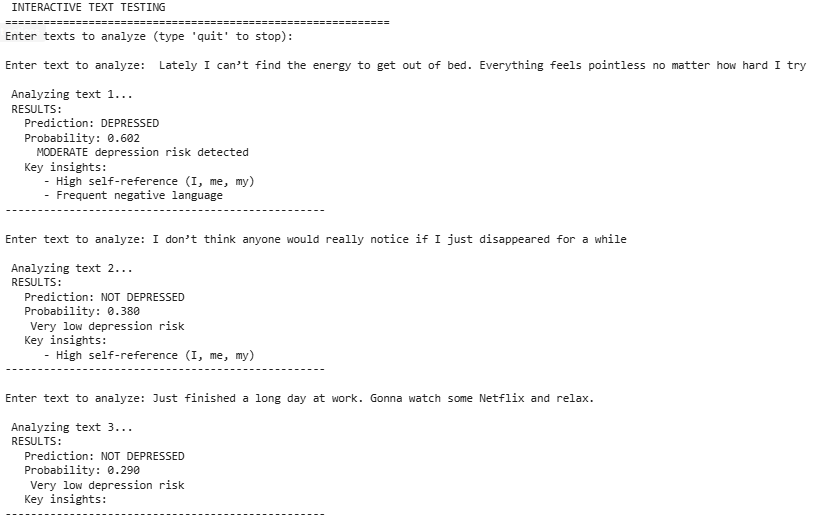 INTERACTIVE TEXT TESTING
============================================================
Enter texts to analyze (type 'quit' to stop):
Enter text to analyze:  Lately I can’t find the energy to get out of bed. Everything feels pointless no matter how hard I try
Analyzing text 1...
RESULTS:
Prediction: DEPRESSED
Probability: 0.602
MODERATE depression risk detected
Key insights:
- High self-reference (I, me, my)
- Frequent negative language
--------------------------------------------------
Enter text to analyze: I don’t think anyone would really notice if I just disappeared for a while
Analyzing text 2...
RESULTS:
Prediction: NOT DEPRESSED
Probability: 0.380
Very low depression risk
Key insights:
- High self-reference (I, me, my)
--------------------------------------------------
Enter text to analyze: Just finished a long day at work. Gonna watch some Netflix and relax.
Analyzing text 3...
RESULTS:
Prediction: NOT DEPRESSED
Probability: 0.290
Very low depression risk
Key insights:
--------------------------------------------------